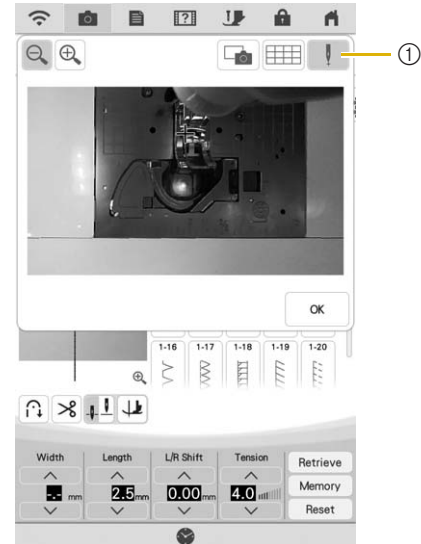 ①
OK
1-16 1-17 1-18 1-19 1-20
Width Length L/R Shift Tension
-.- mm 2.5 mm 0.00 mm 4.0
Retrieve
Memory
Reset